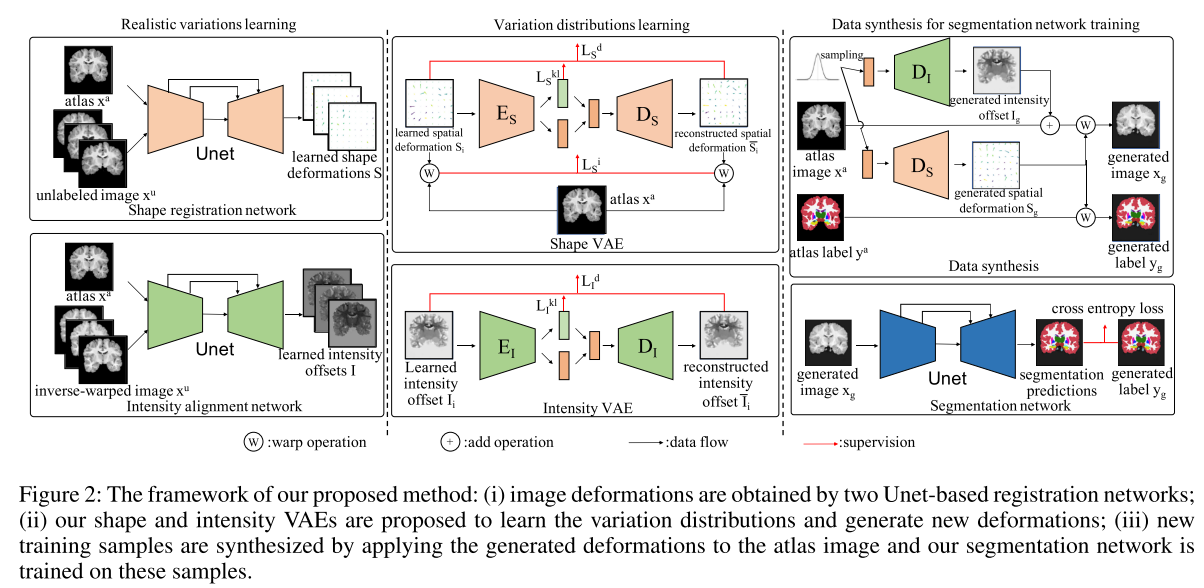 Realistic variations learning
atlas xᵃ
unlabeled image xᵘ
Unet
learned shape
deformations S
Shape registration network
atlas xᵃ
inverse-warped image xᵘ
Unet
learned intensity
offsets I
Intensity alignment network
Variation distributions learning
L_S^d
L_S^kl
E_S
D_S
learned spatial
deformation S_i
reconstructed spatial
deformation S̅_i
L_S^i
W
W
atlas xᵃ
Shape VAE
L_I^d
L_I^kl
E_I
D_I
Learned
intensity
offset I_i
reconstructed
intensity
offset I̅_i
Intensity VAE
Data synthesis for segmentation network training
sampling
D_I
generated intensity
offset I_g
+
W
atlas
image xᵃ
generated
image x_g
D_S
generated spatial
deformation S_g
W
atlas label yᵃ
generated
label y_g
Data synthesis
cross entropy loss
generated
image x_g
Unet
segmentation
predictions
generated
label y_g
Segmentation network
W :warp operation
+ :add operation
:data flow
:supervision
Figure 2: The framework of our proposed method: (i) image deformations are obtained by two Unet-based registration networks;
(ii) our shape and intensity VAEs are proposed to learn the variation distributions and generate new deformations; (iii) new
training samples are synthesized by applying the generated deformations to the atlas image and our segmentation network is
trained on these samples.